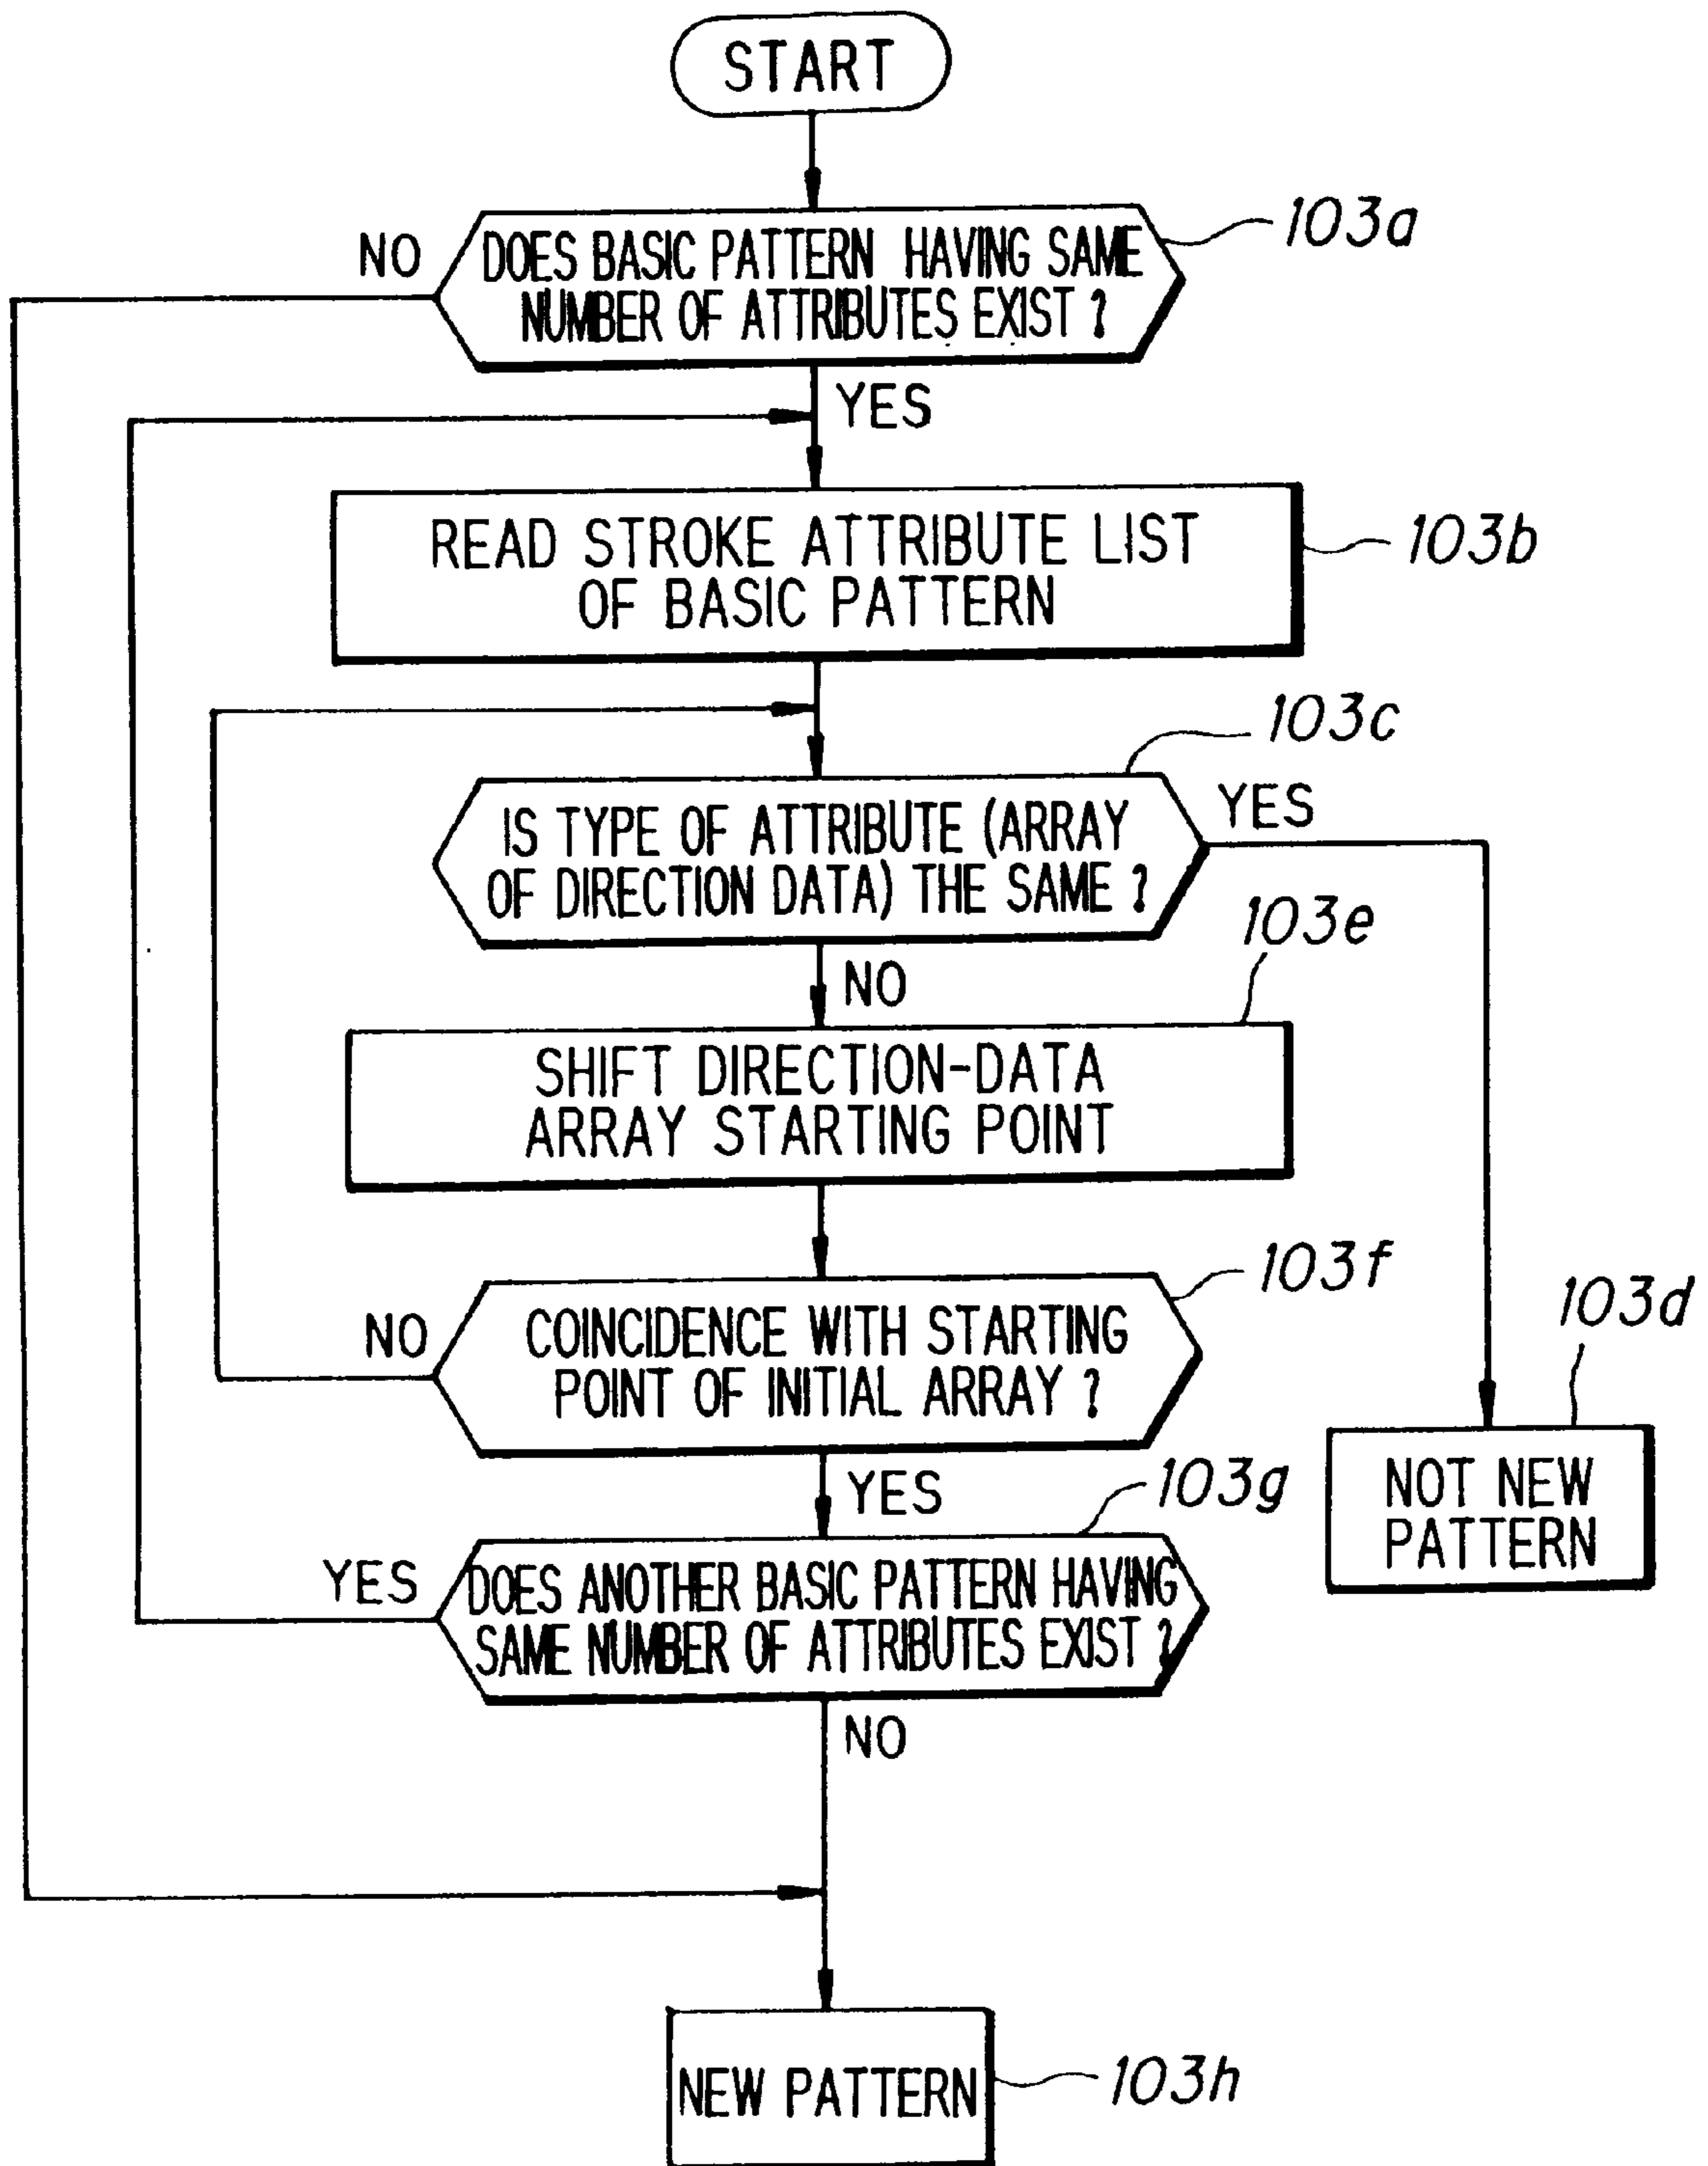 START
103a
NO
DOES BASIC PATTERN HAVING SAME
NUMBER OF ATTRIBUTES EXIST ?
YES
READ STROKE ATTRIBUTE LIST
OF BASIC PATTERN
103b
103c
IS TYPE OF ATTRIBUTE (ARRAY
OF DIRECTION DATA) THE SAME ?
YES
103e
NO
SHIFT DIRECTION-DATA
ARRAY STARTING POINT
103f
103d
NO
COINCIDENCE WITH STARTING
POINT OF INITIAL ARRAY ?
NOT NEW
PATTERN
YES
103g
YES
DOES ANOTHER BASIC PATTERN HAVING
SAME NUMBER OF ATTRIBUTES EXIST ?
NO
NEW PATTERN
103h